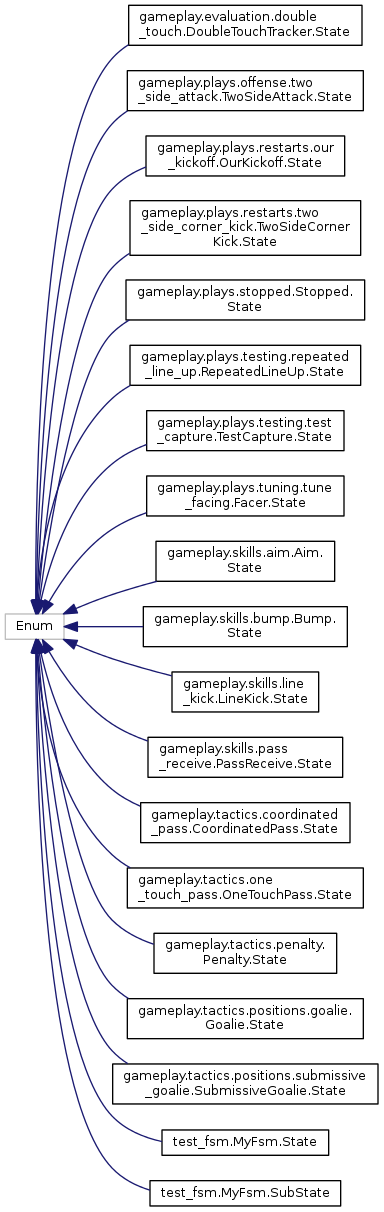 gameplay.evaluation.double
_touch.DoubleTouchTracker.State
gameplay.plays.offense.two
_side_attack.TwoSideAttack.State
gameplay.plays.restarts.our
_kickoff.OurKickoff.State
gameplay.plays.restarts.two
_side_corner_kick.TwoSideCorner
Kick.State
gameplay.plays.stopped.Stopped.
State
gameplay.plays.testing.repeated
_line_up.RepeatedLineUp.State
gameplay.plays.testing.test
_capture.TestCapture.State
gameplay.plays.tuning.tune
_facing.Facer.State
gameplay.skills.aim.Aim.
State
Enum
gameplay.skills.bump.Bump.
State
gameplay.skills.line
_kick.LineKick.State
gameplay.skills.pass
_receive.PassReceive.State
gameplay.tactics.coordinated
_pass.CoordinatedPass.State
gameplay.tactics.one
_touch_pass.OneTouchPass.State
gameplay.tactics.penalty.
Penalty.State
gameplay.tactics.positions.goalie.
Goalie.State
gameplay.tactics.positions.submissive
_goalie.SubmissiveGoalie.State
test_fsm.MyFsm.State
test_fsm.MyFsm.SubState